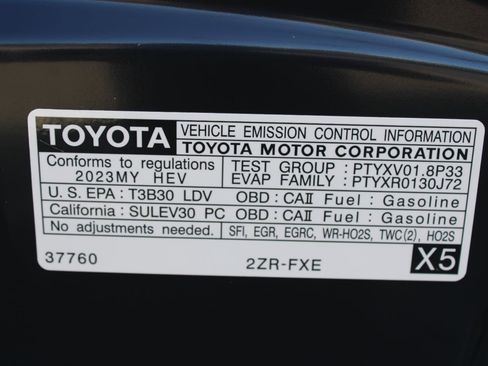 TOYOTA
VEHICLE EMISSION CONTROL INFORMATION
TOYOTA MOTOR CORPORATION
Conforms to regulations
2023MY HEV
TEST GROUP : PTYXV01.8P33
EVAP FAMILY : PTYXR0130J72
U.S. EPA : T3B30 LDV OBD : CAII Fuel : Gasoline
California : SULEV30 PC OBD : CAII Fuel : Gasoline
No adjustments needed.
SFI, EGR, EGRC, WR-HO2S, TWC(2), HO2S
37760 2ZR-FXE X5